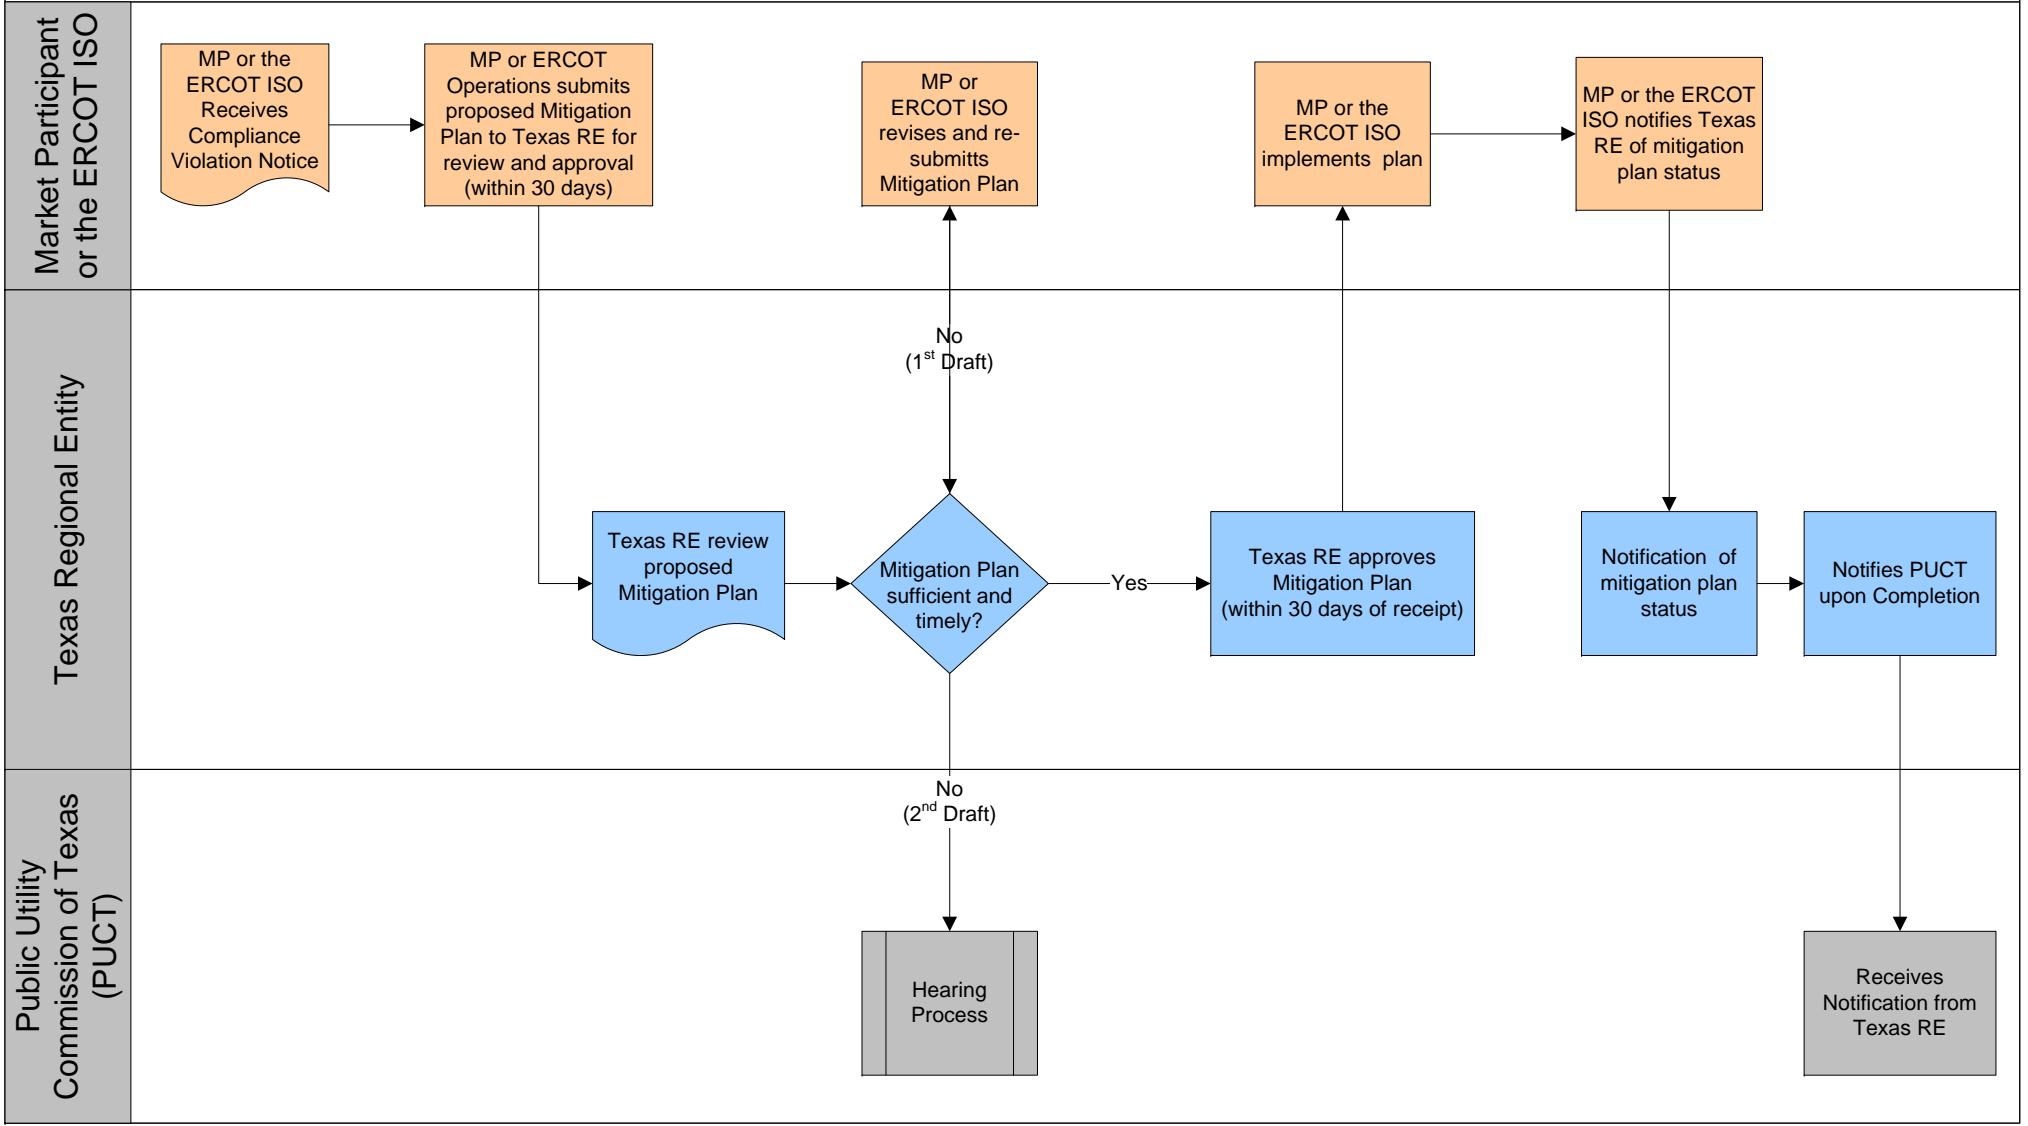 Market Participant
or the ERCOT ISO
MP or the
ERCOT ISO
Receives
Compliance
Violation Notice
MP or ERCOT
Operations submits
proposed Mitigation
Plan to Texas RE for
review and approval
(within 30 days)
MP or
ERCOT ISO
revises and re-
submitts
Mitigation Plan
MP or the
ERCOT ISO
implements plan
MP or the ERCOT
ISO notifies Texas
RE of mitigation
plan status
Texas Regional Entity
No
(1st Draft)
Texas RE review
proposed
Mitigation Plan
Mitigation Plan
sufficient and
timely?
Yes
Texas RE approves
Mitigation Plan
(within 30 days of receipt)
Notification of
mitigation plan
status
Notifies PUCT
upon Completion
Public Utility
Commission of Texas
(PUCT)
No
(2nd Draft)
Hearing
Process
Receives
Notification from
Texas RE